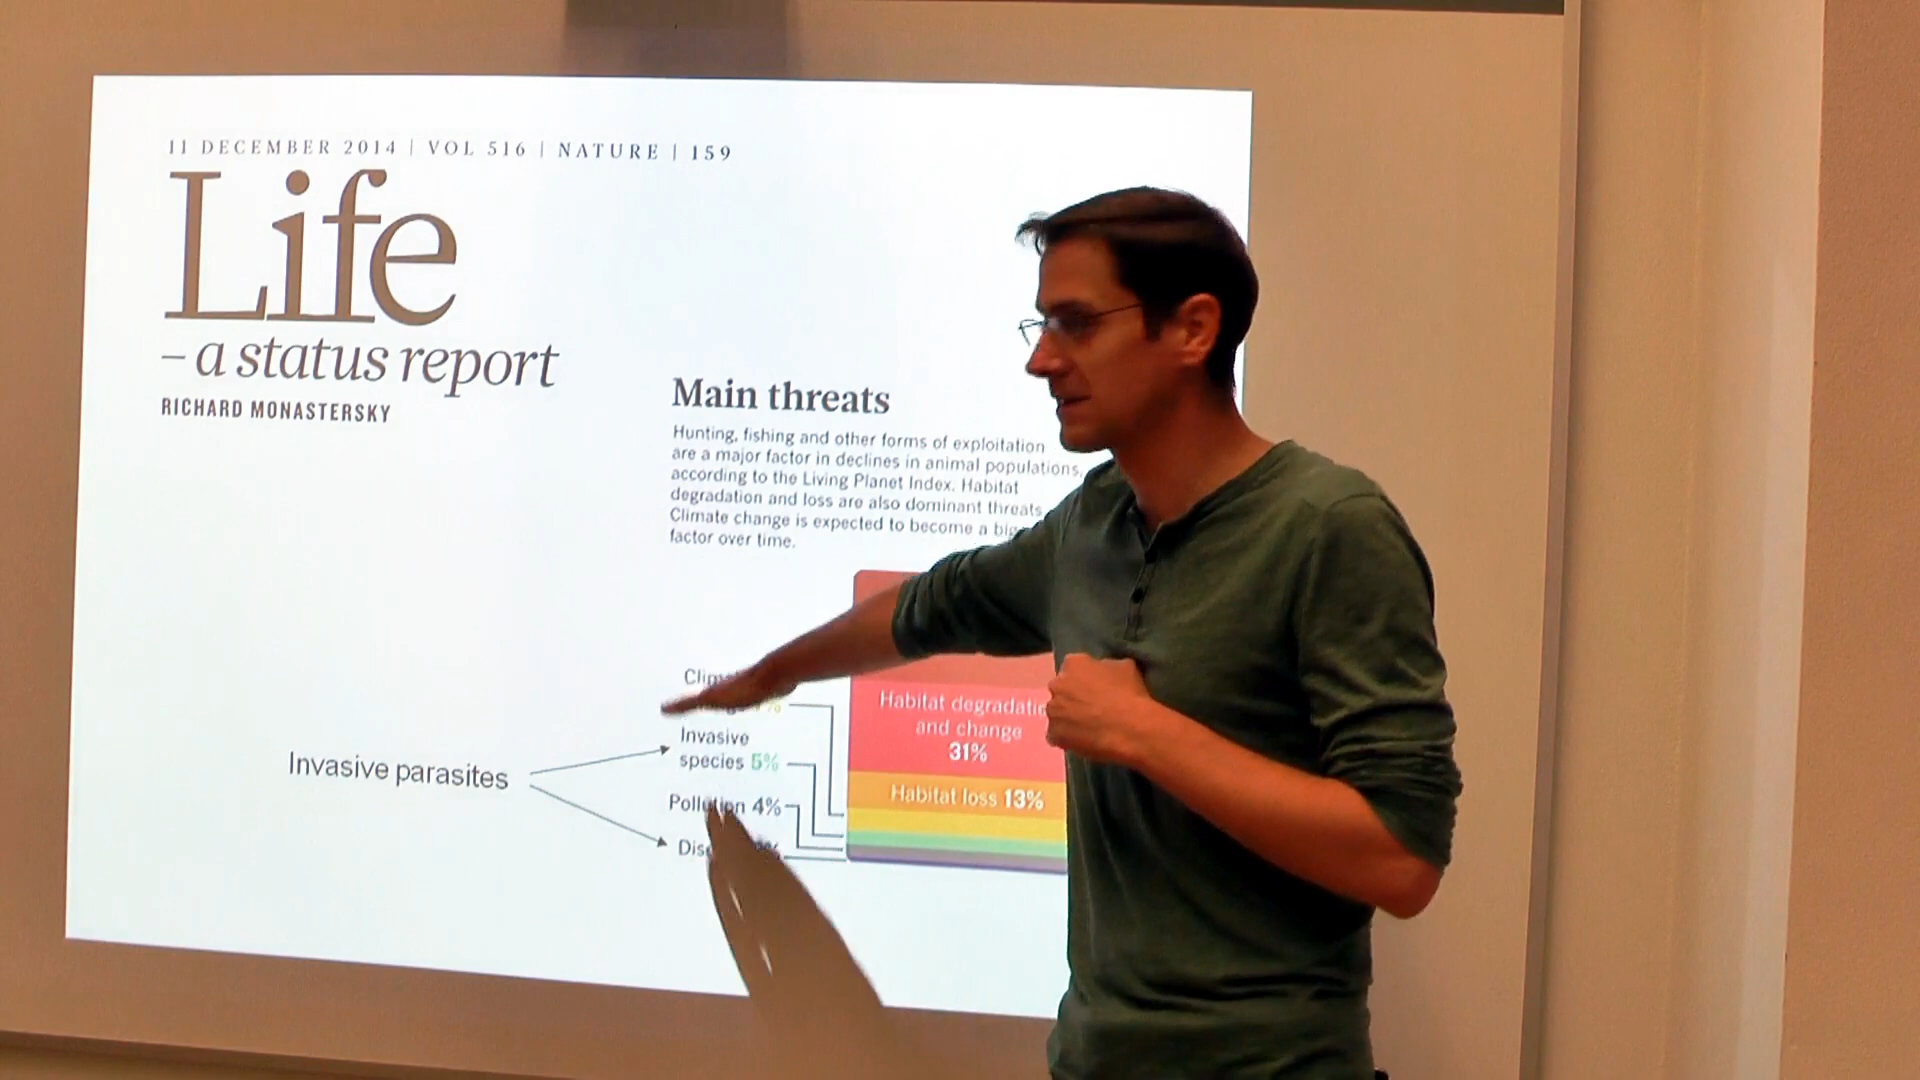 11 DECEMBER 2014 | VOL 516 | NATURE | 159
Life
– a status report
RICHARD MONASTERSKY
Main threats
Hunting, fishing and other forms of exploitation
are a major factor in declines in animal populations,
according to the Living Planet Index. Habitat
degradation and loss are also dominant threats.
Climate change is expected to become a
factor over time.
Habitat
and change
31%
Invasive
species 5%
Habitat loss 13%
Invasive parasites
Pollution 4%